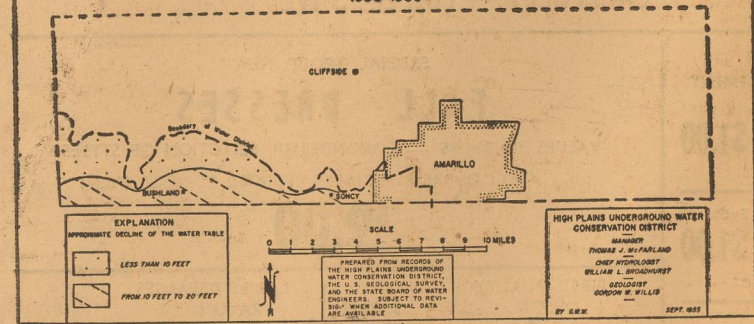 CLIFFSIDE
Boundary of Water District
AMARILLO
BUSHLAND
SONCY
EXPLANATION
APPROXIMATE DECLINE OF THE WATER TABLE
LESS THAN 10 FEET
FROM 10 FEET TO 20 FEET
SCALE
0 1 2 3 4 5 6 7 8 9 10 MILES
N
PREPARED FROM RECORDS OF
THE HIGH PLAINS UNDERGROUND
WATER CONSERVATION DISTRICT,
THE U.S. GEOLOGICAL SURVEY,
AND THE STATE BOARD OF WATER
ENGINEERS. SUBJECT TO REVI-
WHEN ADDITIONAL DATA
ARE AVAILABLE
HIGH PLAINS UNDERGROUND WATER
CONSERVATION DISTRICT
MANAGER
THOMAS J. McFARLAND
CHIEF HYDROLOGIST
WILLIAM L. BROADHURST
GEOLOGIST
GORDON W. WILLIS
BY G.W.W. SEPT. 1955